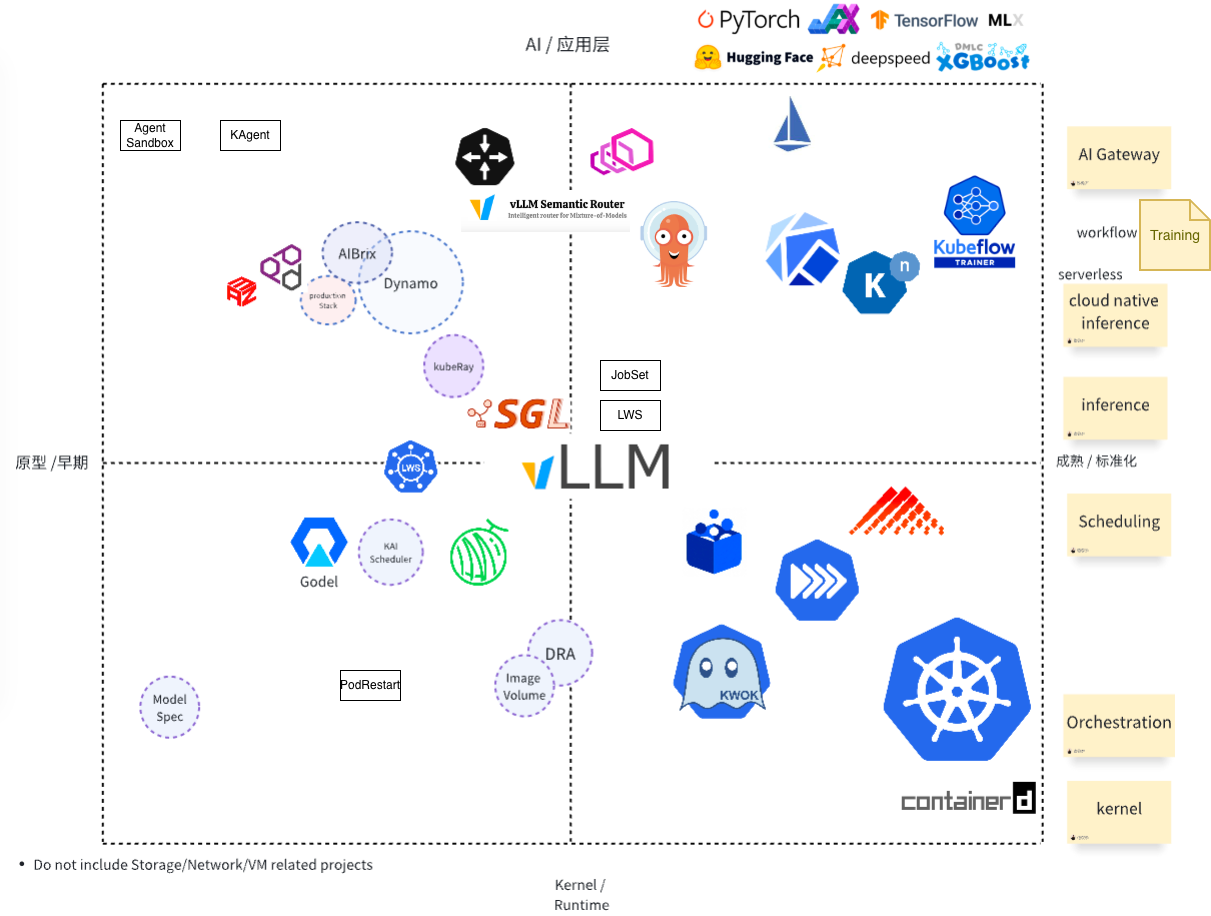 PyTorch
JAX
TensorFlow
MLX
AI / 应用层
Hugging Face
deepspeed
DMLC
XGBoost
Agent
Sandbox
KAgent
AI Gateway
vLLM Semantic Router
Intelligent router for Mixture-of-Models
workflow
Training
Kubeflow
TRAINER
AIBrix
Dynamo
production
Stack
K
n
serverless
cloud native
inference
kubeRay
JobSet
LWS
SGL
inference
原型 /早期
LWS
vLLM
成熟 / 标准化
Scheduling
Godel
KAI
Scheduler
DRA
Image
Volume
KWOK
PodRestart
Model
Spec
Orchestration
containerd
kernel
• Do not include Storage/Network/VM related projects
Kernel /
Runtime